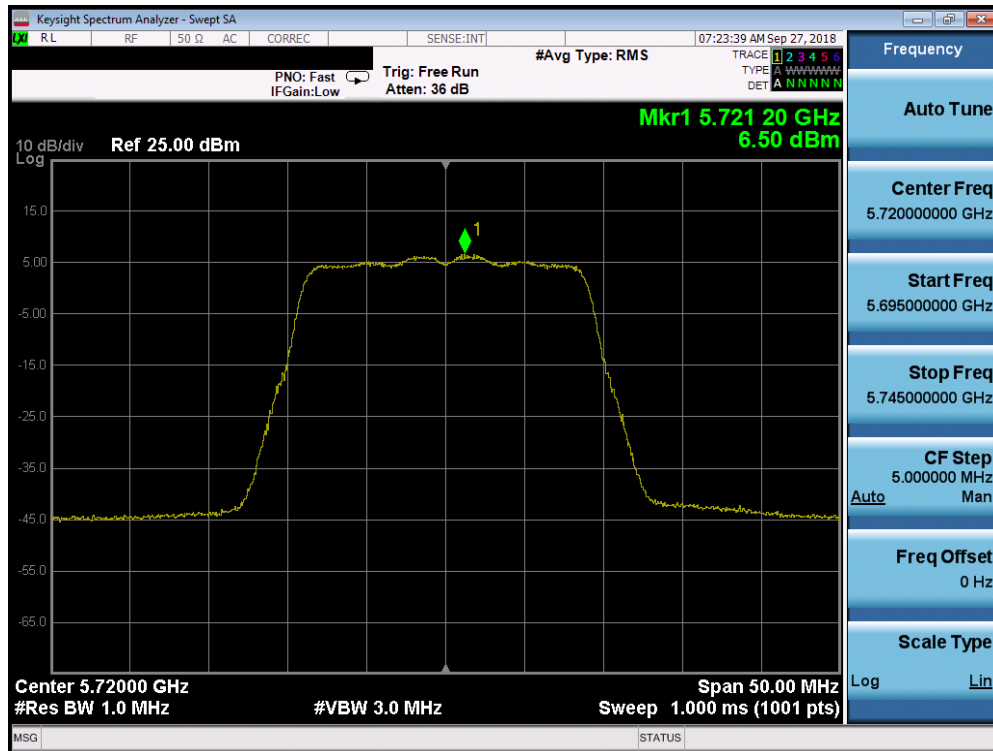 Keysight Spectrum Analyzer - Swept SA
LXI RL RF 50 Ω AC CORREC SENSE:INT 07:23:39 AM Sep 27, 2018
#Avg Type: RMS
TRACE 1 2 3 4 5 6
TYPE A WWWWW
DET A N N N N N
PNO: Fast Trig: Free Run
IFGain:Low Atten: 36 dB
Mkr1 5.721 20 GHz
6.50 dBm
10 dB/div Ref 25.00 dBm
Log
1
15.0
5.00
-5.00
-15.0
-25.0
-35.0
-45.0
-55.0
-65.0
Center 5.72000 GHz Span 50.00 MHz
#Res BW 1.0 MHz #VBW 3.0 MHz Sweep 1.000 ms (1001 pts)
MSG STATUS
Frequency
Auto Tune
Center Freq
5.720000000 GHz
Start Freq
5.695000000 GHz
Stop Freq
5.745000000 GHz
CF Step
5.000000 MHz
Auto Man
Freq Offset
0 Hz
Scale Type
Log Lin